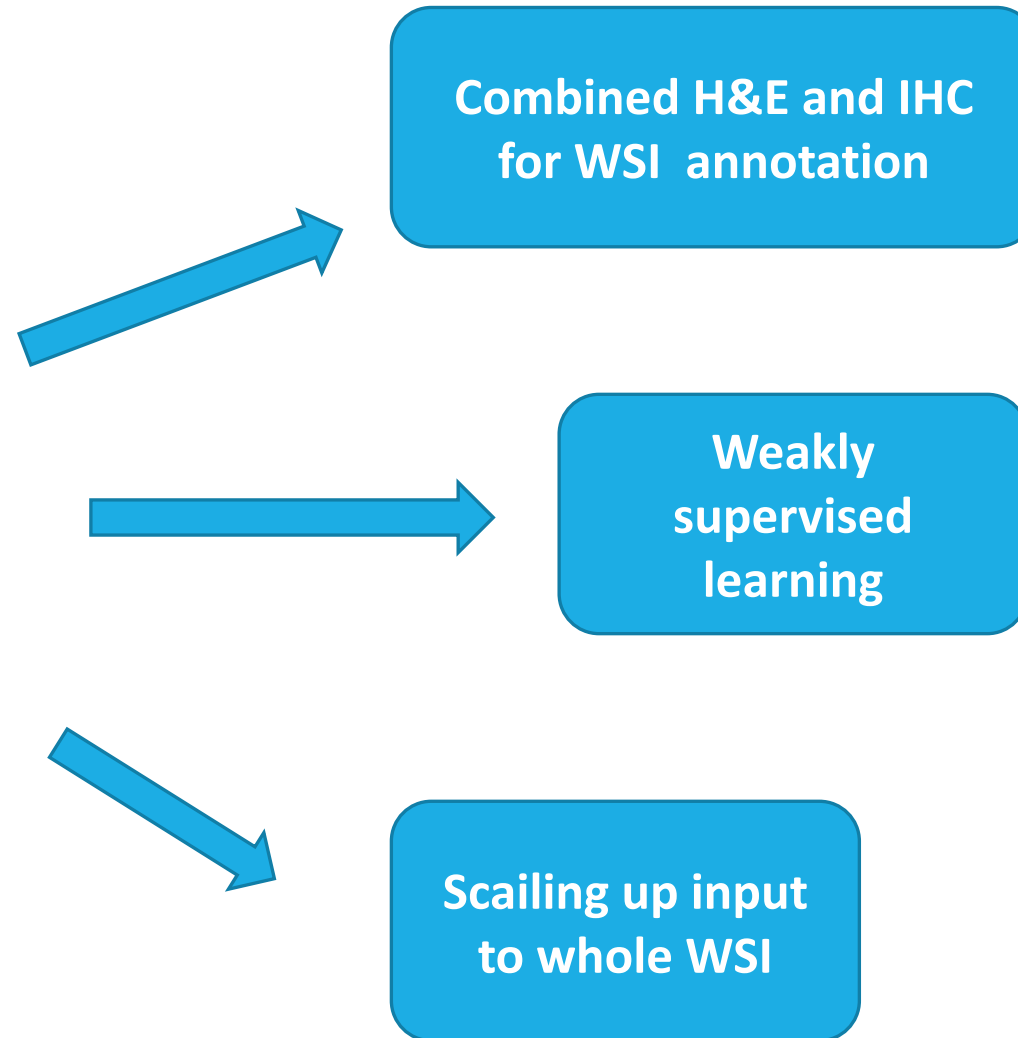 Combined H&E and IHC
for WSI  annotation
Weakly
supervised
learning
Scailing up input
to whole WSI